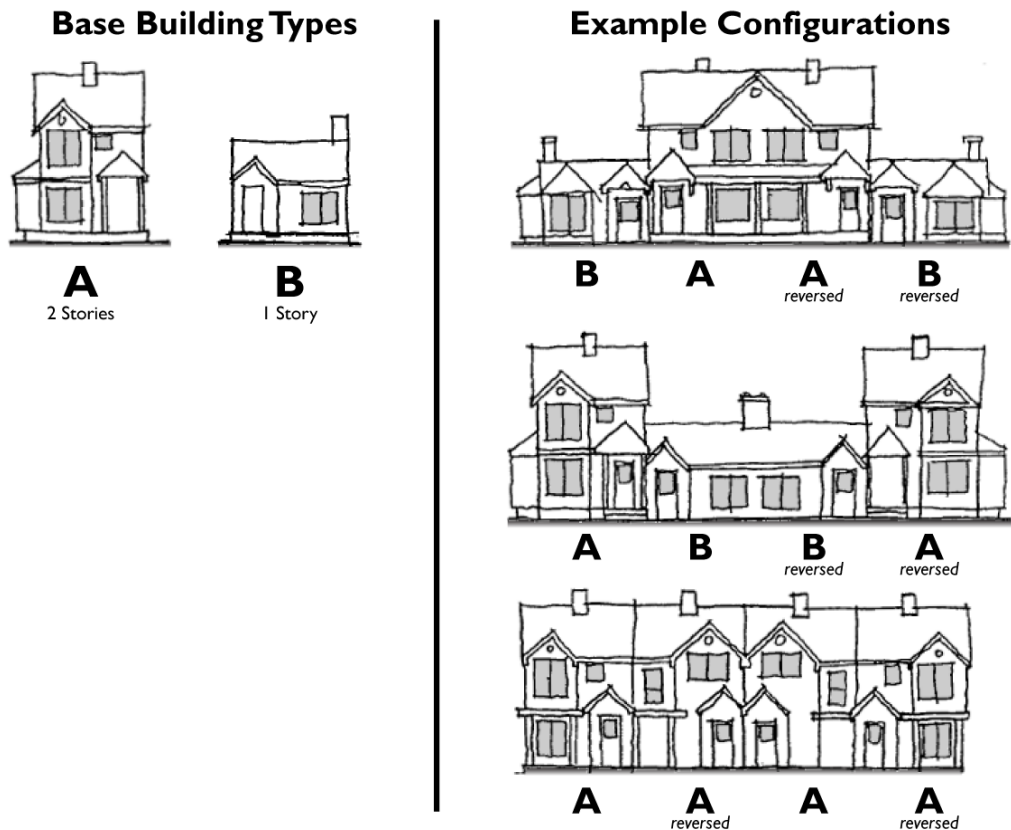 Base Building Types
A
2 Stories
B
1 Story
Example Configurations
B A A B
reversed reversed
A B B A
reversed reversed
A A A A
reversed reversed